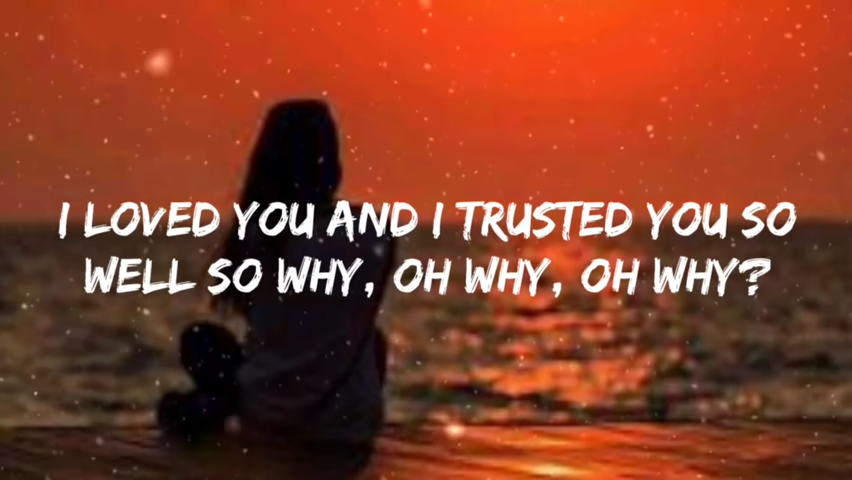 I LOVED YOU AND I TRUSTED YOU SO
WELL SO WHY, OH WHY, OH WHY?